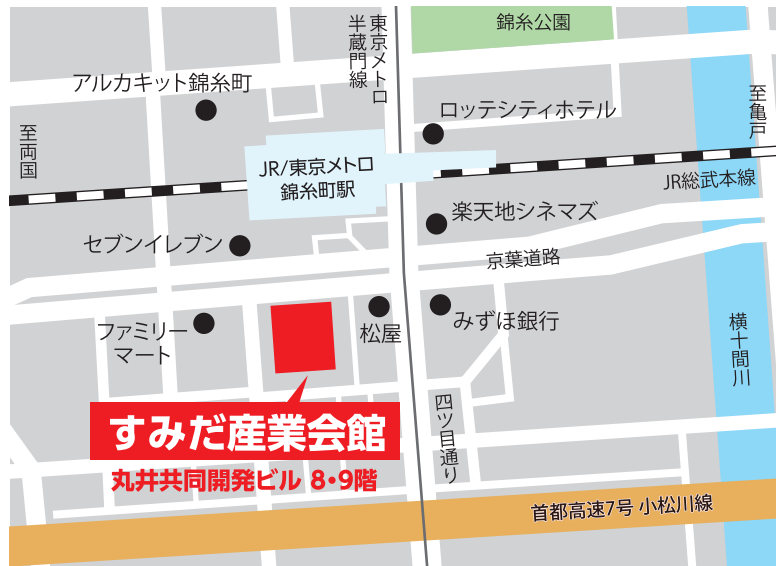 錦糸公園
東京メトロ
半蔵門線
アルカキット錦糸町
ロッテシティホテル
至亀戸
至両国
JR/東京メトロ
錦糸町駅
JR総武本線
楽天地シネマズ
セブンイレブン
京葉道路
ファミリー
マート
松屋
みずほ銀行
横十間川
すみだ産業会館
丸井共同開発ビル 8・9階
四ツ目通り
首都高速7号 小松川線